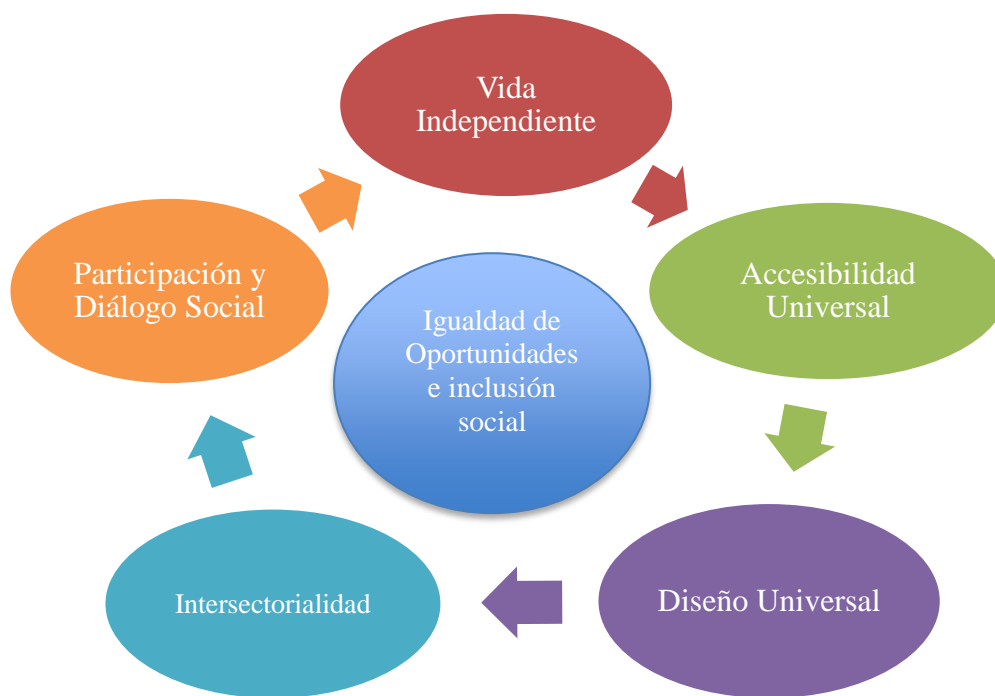 Vida
Independiente
Accesibilidad
Universal
Diseño Universal
Intersectorialidad
Participación y
Diálogo Social
Igualdad de
Oportunidades
e inclusión
social